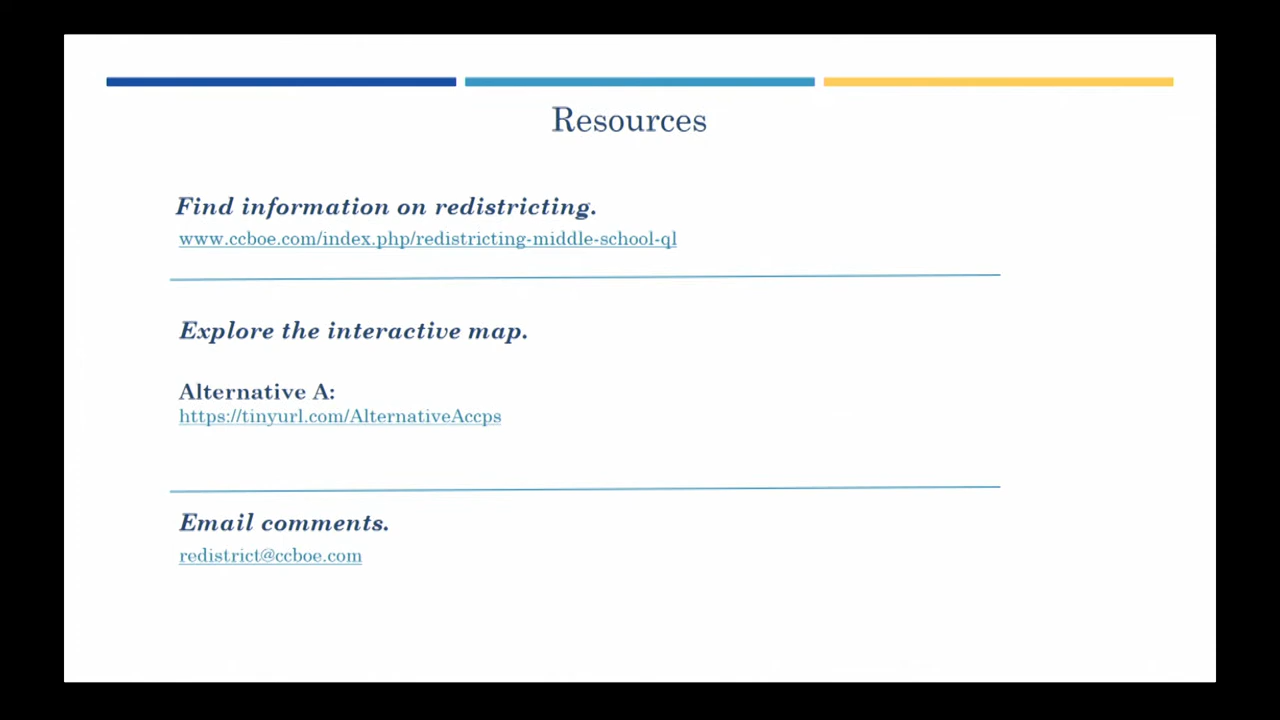 Resources
Find information on redistricting.
www.ccboe.com/index.php/redistricting-middle-school-ql
Explore the interactive map.
Alternative A:
https://tinyurl.com/AlternativeAccps
Email comments.
redistrict@ccboe.com